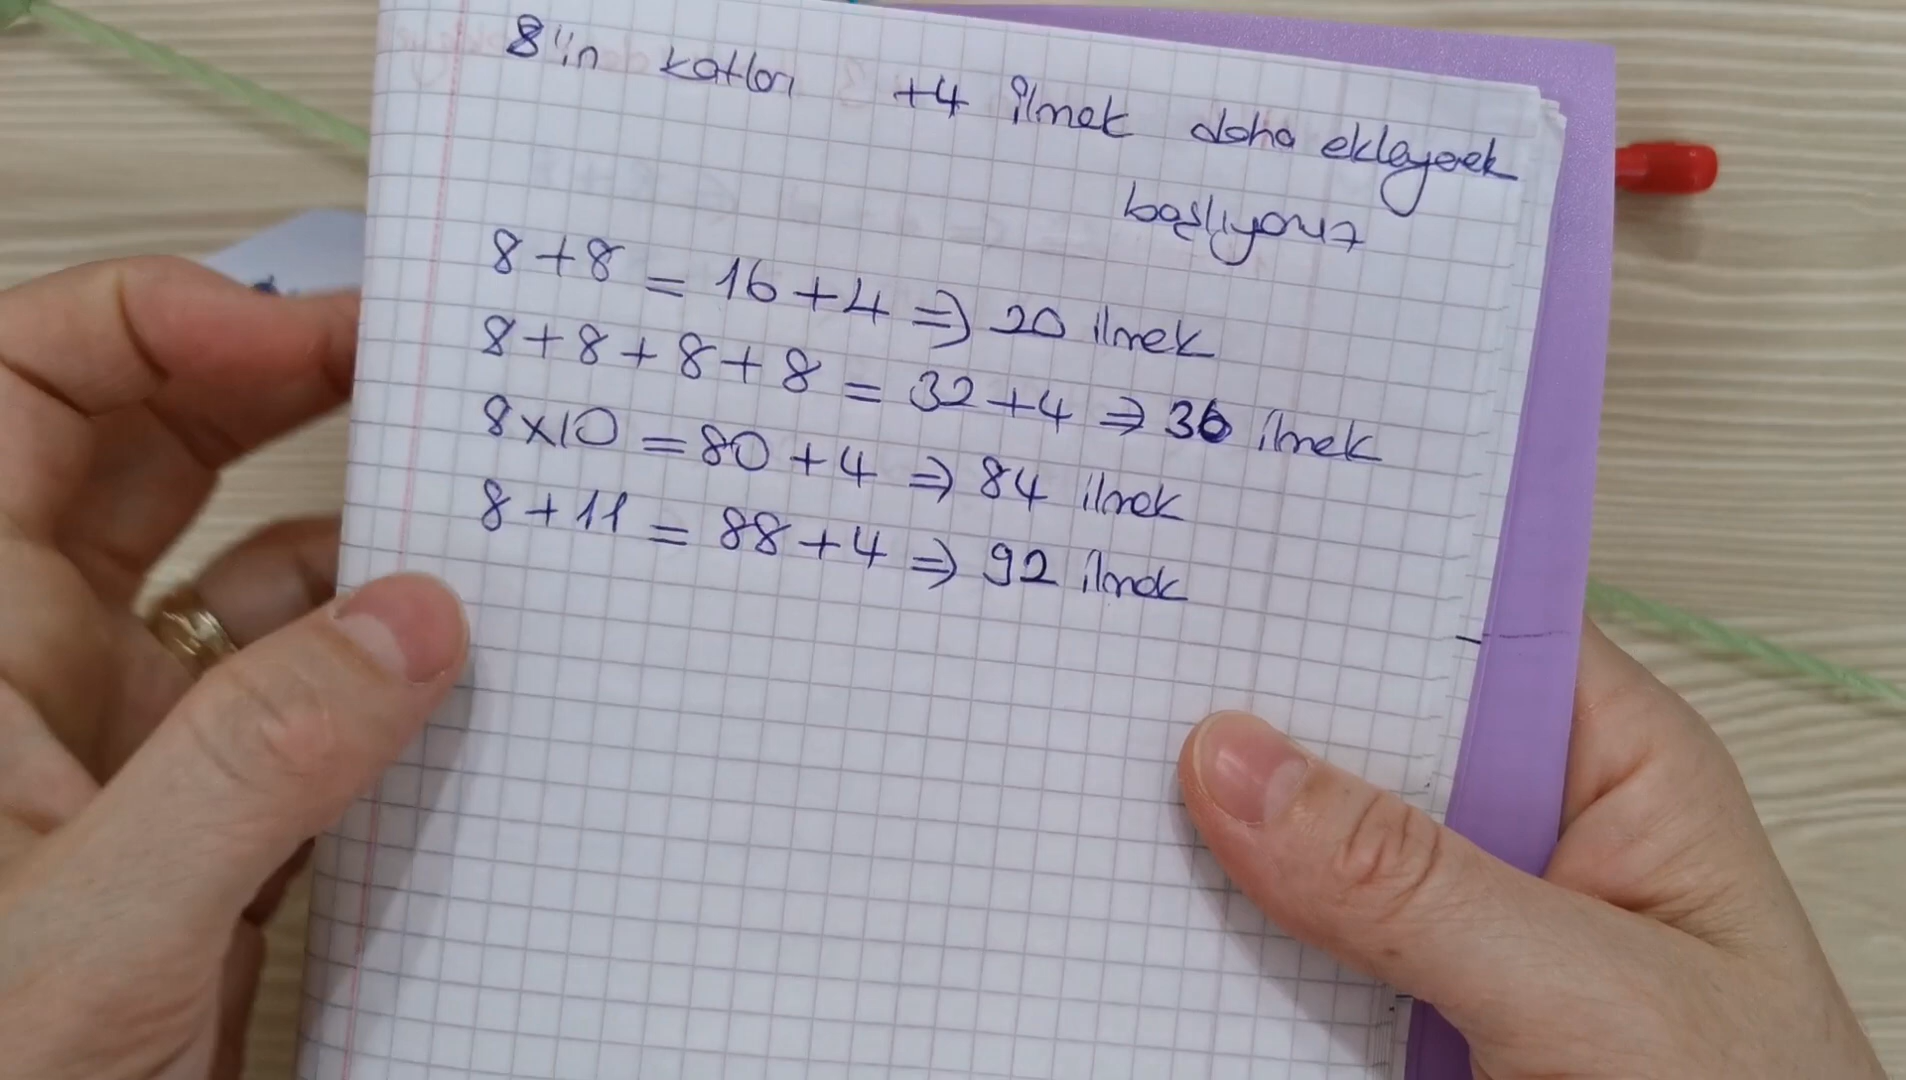 8'in katları +4 ilmek daha ekleyerek
başlıyoruz
8+8 = 16+4 ⇒ 20 ilmek
8+8+8+8 = 32+4 ⇒ 36 ilmek
8x10 = 80+4 ⇒ 84 ilmek
8+11 = 88+4 ⇒ 92 ilmek